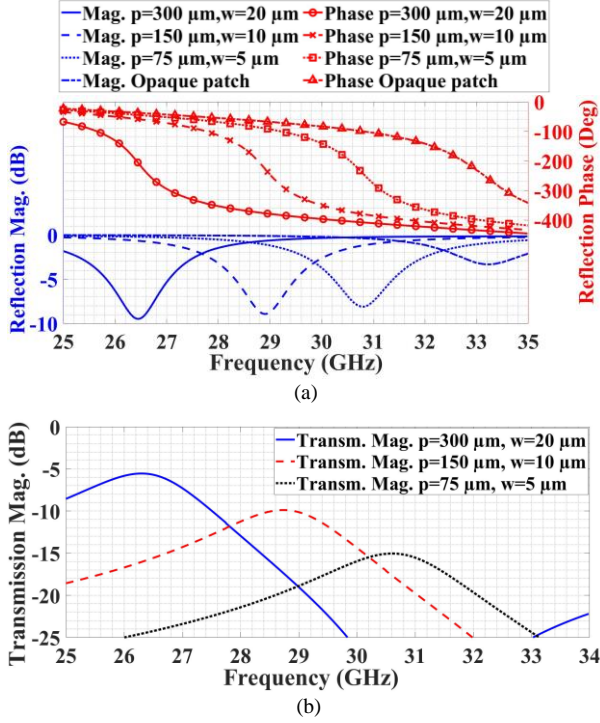 Mag. p=300 µm,w=20 µm Phase p=300 µm,w=20 µm
Mag. p=150 µm,w=10 µm Phase p=150 µm,w=10 µm
Mag. p=75 µm,w=5 µm Phase p=75 µm,w=5 µm
Mag. Opaque patch Phase Opaque patch
Reflection Mag. (dB)
0
-5
-10
0
-100
-200
-300
-400
Reflection Phase (Deg)
25 26 27 28 29 30 31 32 33 35
Frequency (GHz)
(a)
Transmission Mag. (dB)
0
-5
-10
-15
-20
-25
Transm. Mag. p=300 µm, w=20 µm
Transm. Mag. p=150 µm, w=10 µm
Transm. Mag. p=75 µm, w=5 µm
25 26 27 28 29 30 31 32 33 34
Frequency (GHz)
(b)